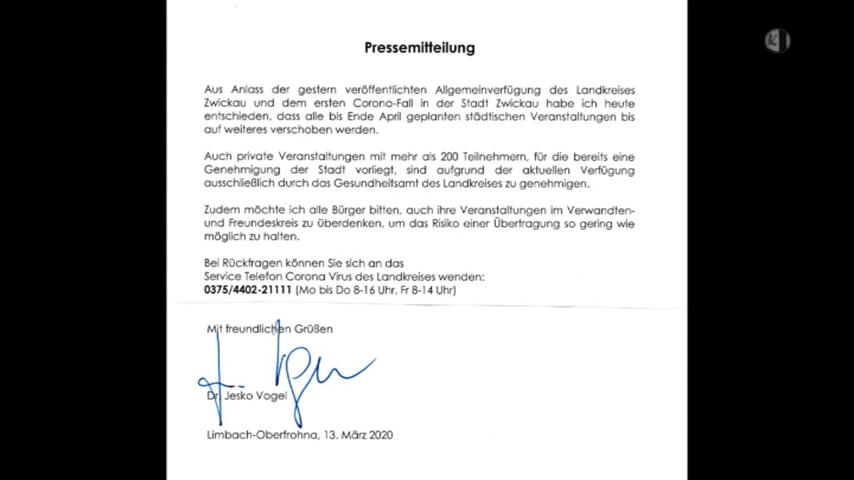 Pressemitteilung
Aus Anlass der gestern veröffentlichten Allgemeinverfügung des Landkreises
Zwickau und dem ersten Corona-Fall in der Stadt Zwickau habe ich heute
entschieden, dass alle bis Ende April geplanten städtischen Veranstaltungen bis
auf weiteres verschoben werden.
Auch private Veranstaltungen mit mehr als 200 Teilnehmern, für die bereits eine
Genehmigung der Stadt vorliegt, sind aufgrund der aktuellen Verfügung
ausschließlich durch das Gesundheitsamt des Landkreises zu genehmigen.
Zudem möchte ich alle Bürger bitten, auch ihre Veranstaltungen im Verwandten-
und Freundeskreis zu überdenken, um das Risiko einer Übertragung so gering wie
möglich zu halten.
Bei Rückfragen können Sie sich an das
Service Telefon Corona Virus des Landkreises wenden:
0375/4402-21111 (Mo bis Do 8-16 Uhr, Fr 8-14 Uhr)
Mit freundlichen Grüßen
Dr. Jesko Vogel
Limbach-Oberfrohna, 13. März 2020